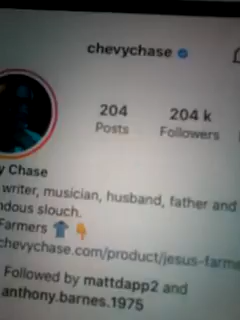 chevychase
204 204 k
Posts Followers
y Chase
writer, musician, husband, father and
ndous slouch.
Farmers
chevychase.com/product/jesus-farme
Followed by mattdapp2 and
anthony.barnes.1975